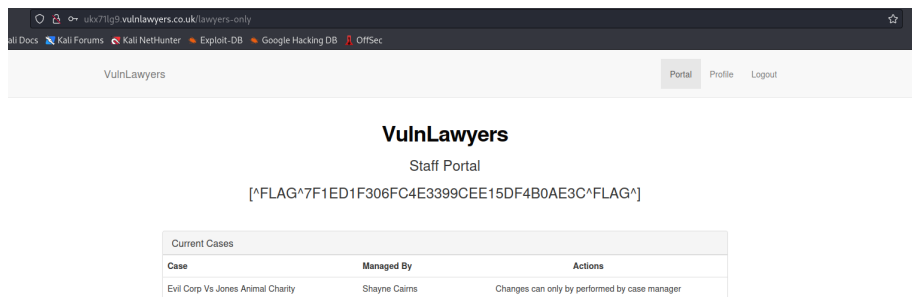 ukx71lg9.vulnlawyers.co.uk/lawyers-only
ali Docs Kali Forums Kali NetHunter Exploit-DB Google Hacking DB OffSec
VulnLawyers Portal Profile Logout
VulnLawyers
Staff Portal
[^FLAG^7F1ED1F306FC4E3399CEE15DF4B0AE3C^FLAG^]
Current Cases
Case Managed By Actions
Evil Corp Vs Jones Animal Charity Shayne Cairns Changes can only by performed by case manager